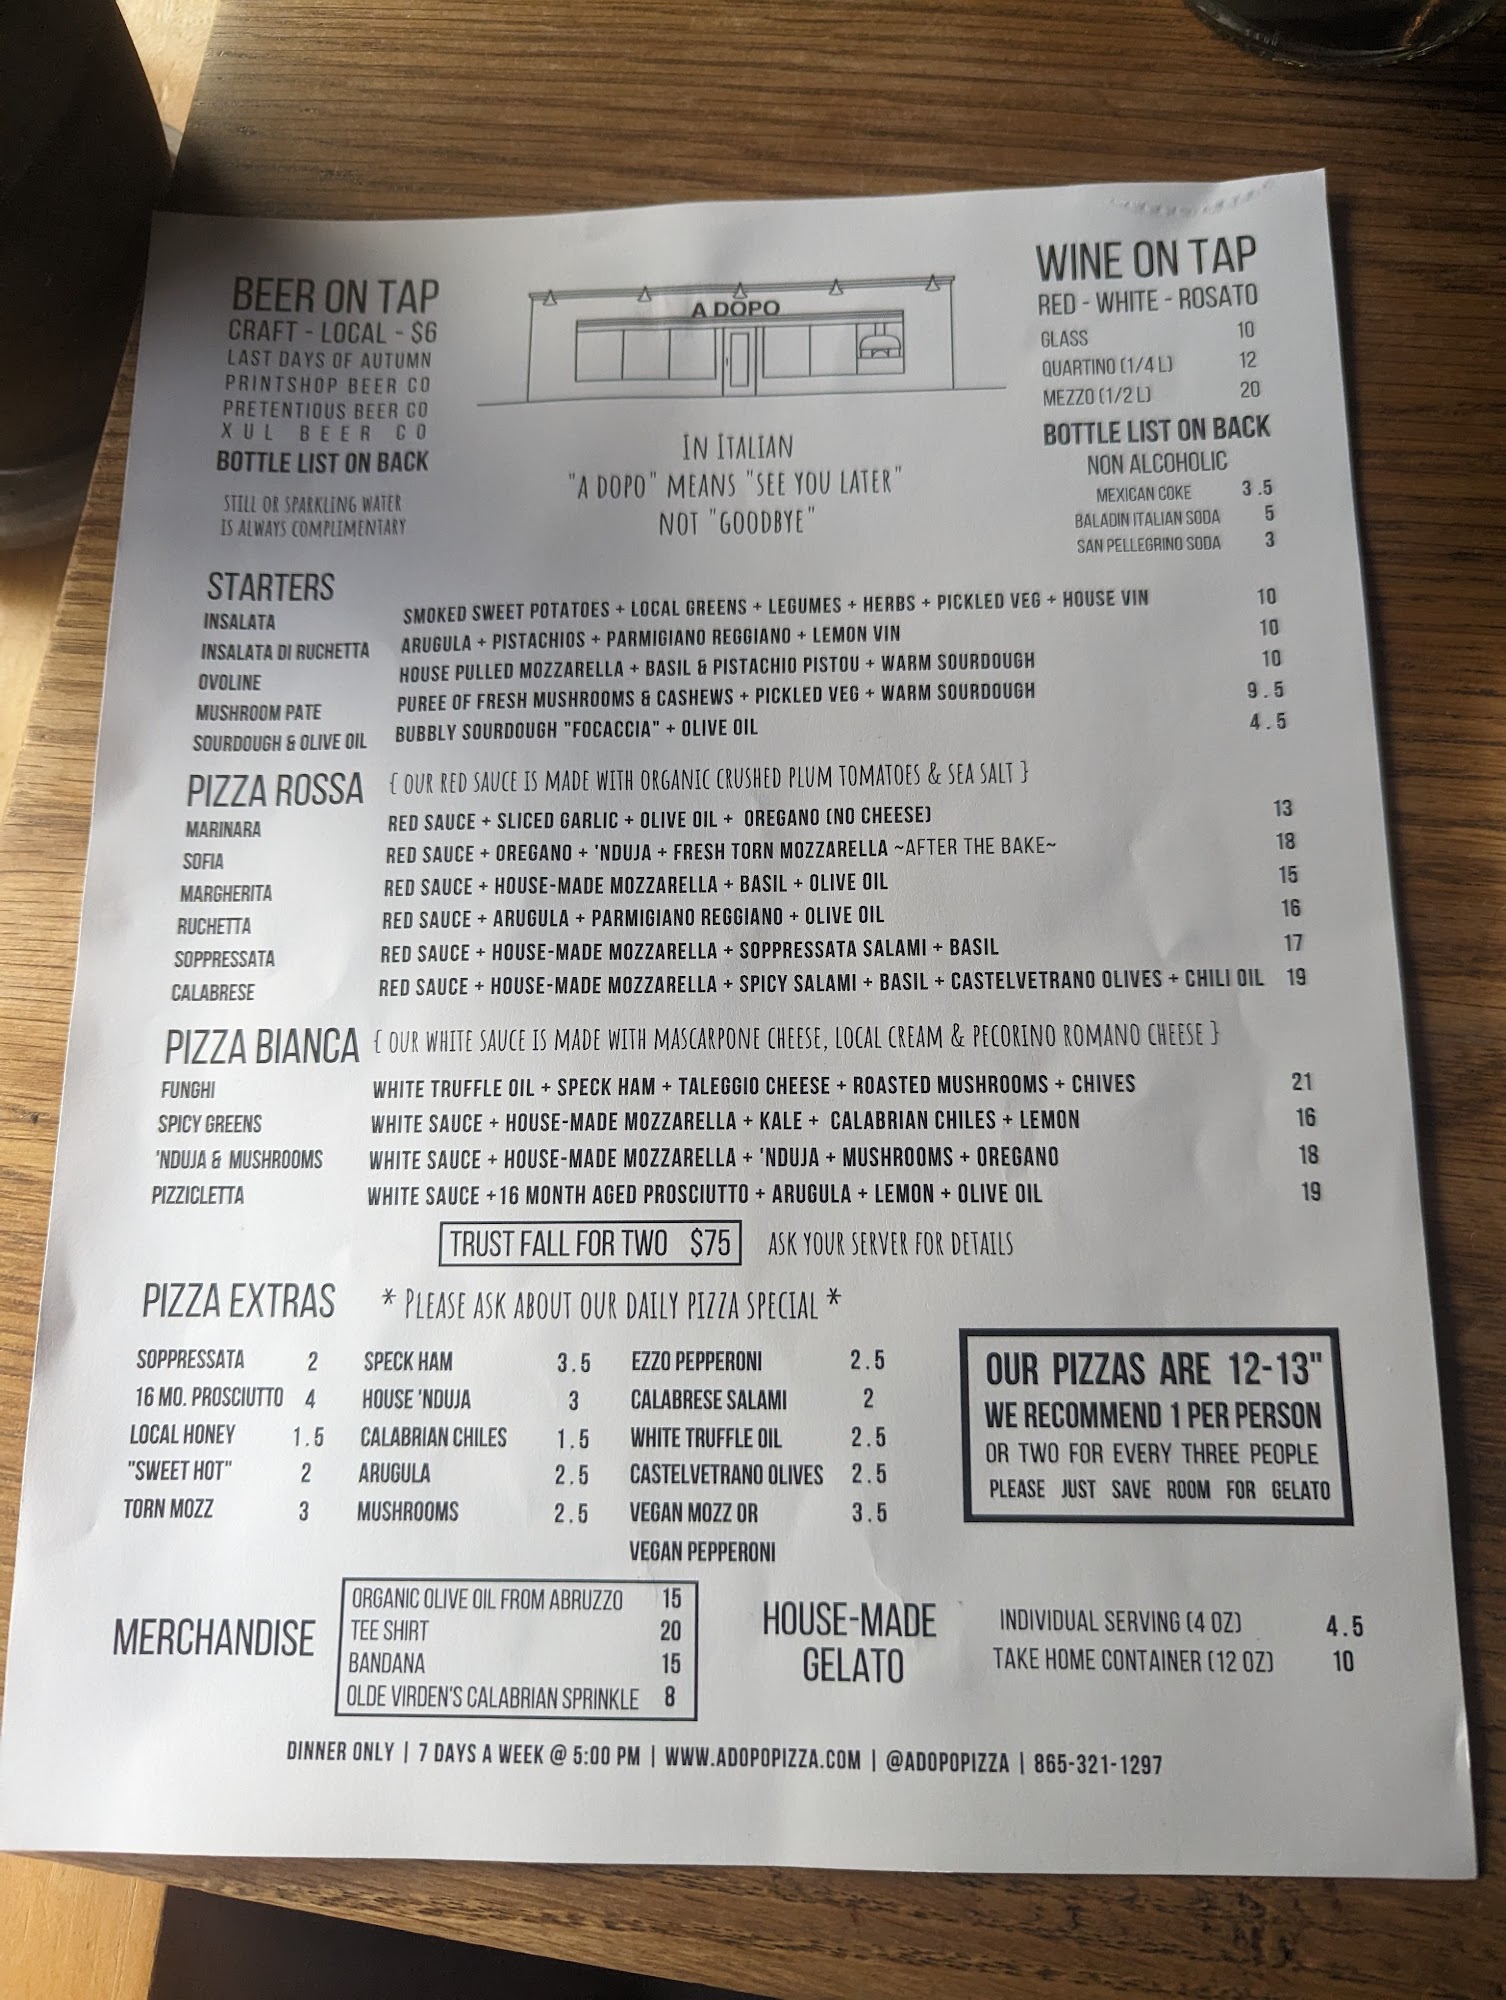 BEER ON TAP
CRAFT - LOCAL - $6
LAST DAYS OF AUTUMN
PRINTSHOP BEER CO
PRETENTIOUS BEER CO
XUL BEER CO
BOTTLE LIST ON BACK
STILL OR SPARKLING WATER
IS ALWAYS COMPLIMENTARY
A DOPO
IN ITALIAN
"A DOPO" MEANS "SEE YOU LATER"
NOT "GOODBYE"
WINE ON TAP
RED - WHITE - ROSATO
GLASS 10
QUARTINO (1/4 L) 12
MEZZO (1/2 L) 20
BOTTLE LIST ON BACK
NON ALCOHOLIC
MEXICAN COKE 3.5
BALADIN ITALIAN SODA 5
SAN PELLEGRINO SODA 3
STARTERS
INSALATA SMOKED SWEET POTATOES + LOCAL GREENS + LEGUMES + HERBS + PICKLED VEG + HOUSE VIN 10
INSALATA DI RUCHETTA ARUGULA + PISTACHIOS + PARMIGIANO REGGIANO + LEMON VIN 10
OVOLINE HOUSE PULLED MOZZARELLA + BASIL & PISTACHIO PISTOU + WARM SOURDOUGH 10
MUSHROOM PATE PUREE OF FRESH MUSHROOMS & CASHEWS + PICKLED VEG + WARM SOURDOUGH 9.5
SOURDOUGH & OLIVE OIL BUBBLY SOURDOUGH "FOCACCIA" + OLIVE OIL 4.5
PIZZA ROSSA { OUR RED SAUCE IS MADE WITH ORGANIC CRUSHED PLUM TOMATOES & SEA SALT }
MARINARA RED SAUCE + SLICED GARLIC + OLIVE OIL + OREGANO (NO CHEESE) 13
SOFIA RED SAUCE + OREGANO + 'NDUJA + FRESH TORN MOZZARELLA ~AFTER THE BAKE~ 18
MARGHERITA RED SAUCE + HOUSE-MADE MOZZARELLA + BASIL + OLIVE OIL 15
RUCHETTA RED SAUCE + ARUGULA + PARMIGIANO REGGIANO + OLIVE OIL 16
SOPPRESSATA RED SAUCE + HOUSE-MADE MOZZARELLA + SOPPRESSATA SALAMI + BASIL 17
CALABRESE RED SAUCE + HOUSE-MADE MOZZARELLA + SPICY SALAMI + BASIL + CASTELVETRANO OLIVES + CHILI OIL 19
PIZZA BIANCA { OUR WHITE SAUCE IS MADE WITH MASCARPONE CHEESE, LOCAL CREAM & PECORINO ROMANO CHEESE }
FUNGHI WHITE TRUFFLE OIL + SPECK HAM + TALEGGIO CHEESE + ROASTED MUSHROOMS + CHIVES 21
SPICY GREENS WHITE SAUCE + HOUSE-MADE MOZZARELLA + KALE + CALABRIAN CHILES + LEMON 16
'NDUJA & MUSHROOMS WHITE SAUCE + HOUSE-MADE MOZZARELLA + 'NDUJA + MUSHROOMS + OREGANO 18
PIZZICLETTA WHITE SAUCE +16 MONTH AGED PROSCIUTTO + ARUGULA + LEMON + OLIVE OIL 19
TRUST FALL FOR TWO $75 ASK YOUR SERVER FOR DETAILS
PIZZA EXTRAS * PLEASE ASK ABOUT OUR DAILY PIZZA SPECIAL *
SOPPRESSATA 2 SPECK HAM 3.5 EZZO PEPPERONI 2.5
16 MO. PROSCIUTTO 4 HOUSE 'NDUJA 3 CALABRESE SALAMI 2
LOCAL HONEY 1.5 CALABRIAN CHILES 1.5 WHITE TRUFFLE OIL 2.5
"SWEET HOT" 2 ARUGULA 2.5 CASTELVETRANO OLIVES 2.5
TORN MOZZ 3 MUSHROOMS 2.5 VEGAN MOZZ OR 3.5
VEGAN PEPPERONI
OUR PIZZAS ARE 12-13"
WE RECOMMEND 1 PER PERSON
OR TWO FOR EVERY THREE PEOPLE
PLEASE JUST SAVE ROOM FOR GELATO
MERCHANDISE
ORGANIC OLIVE OIL FROM ABRUZZO 15
TEE SHIRT 20
BANDANA 15
OLDE VIRDEN'S CALABRIAN SPRINKLE 8
HOUSE-MADE
GELATO
INDIVIDUAL SERVING (4 OZ) 4.5
TAKE HOME CONTAINER (12 OZ) 10
DINNER ONLY | 7 DAYS A WEEK @ 5:00 PM | WWW.ADOPOPIZZA.COM | @ADOPOPIZZA | 865-321-1297